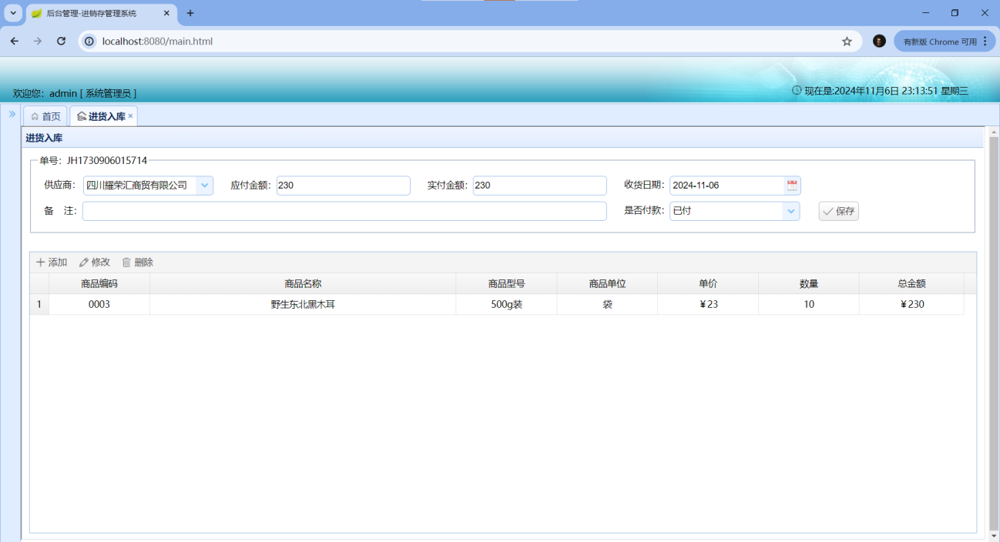 后台管理-进销存管理系统
localhost:8080/main.html
有新版 Chrome 可用
欢迎您：admin [ 系统管理员 ]
现在是:2024年11月6日 23:13:51 星期三
首页 进货入库
进货入库
单号：JH1730906015714
供应商： 四川耀荣汇商贸有限公司 应付金额： 230 实付金额： 230 收货日期： 2024-11-06
备 注： 是否付款： 已付 保存
添加 修改 删除
商品编码 商品名称 商品型号 商品单位 单价 数量 总金额
1 0003 野生东北黑木耳 500g装 袋 ¥23 10 ¥230